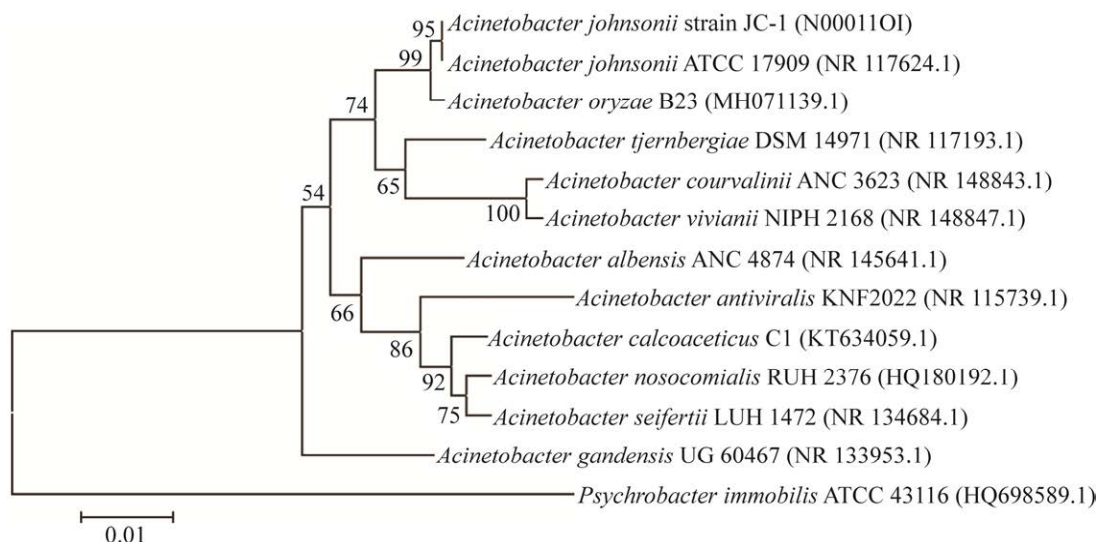 95
Acinetobacter johnsonii strain JC-1 (N00011OI)
99
Acinetobacter johnsonii ATCC 17909 (NR 117624.1)
74
Acinetobacter oryzae B23 (MH071139.1)
Acinetobacter tjernbergiae DSM 14971 (NR 117193.1)
65
Acinetobacter courvalinii ANC 3623 (NR 148843.1)
54
100
Acinetobacter vivianii NIPH 2168 (NR 148847.1)
Acinetobacter albensis ANC 4874 (NR 145641.1)
66
Acinetobacter antiviralis KNF2022 (NR 115739.1)
86
Acinetobacter calcoaceticus C1 (KT634059.1)
92
Acinetobacter nosocomialis RUH 2376 (HQ180192.1)
75
Acinetobacter seifertii LUH 1472 (NR 134684.1)
Acinetobacter gandensis UG 60467 (NR 133953.1)
Psychrobacter immobilis ATCC 43116 (HQ698589.1)
0.01